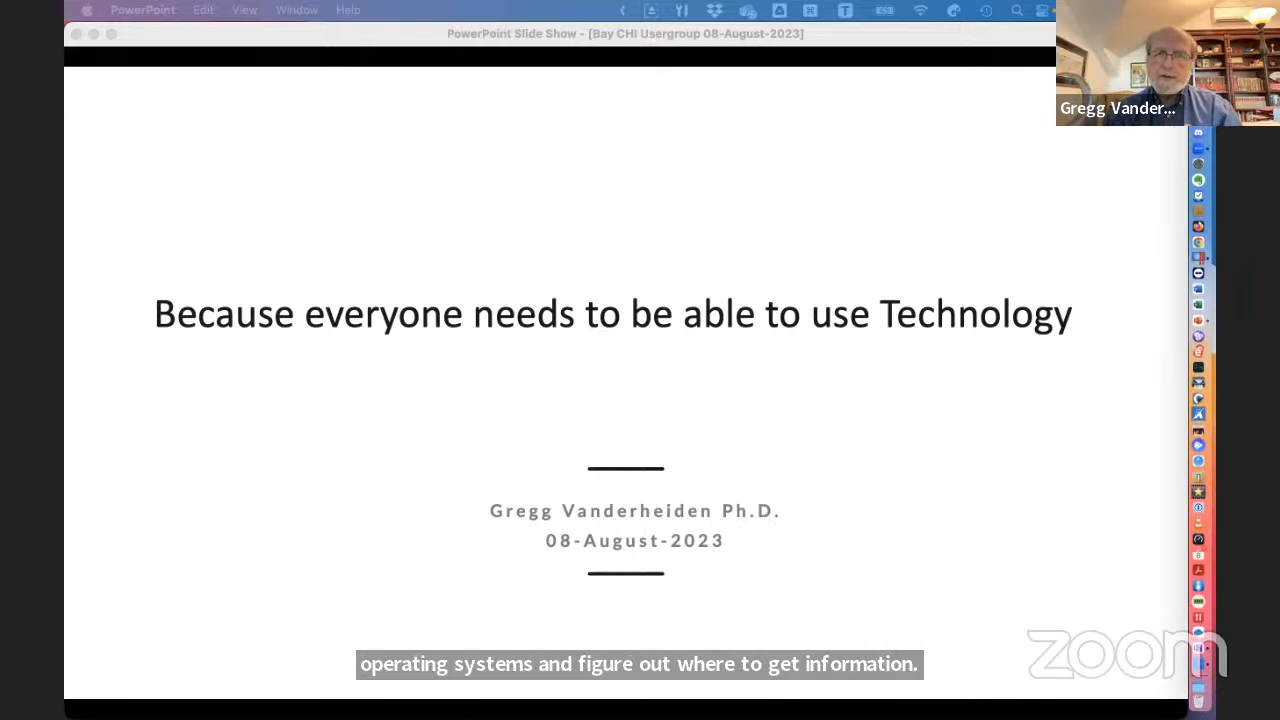 PowerPoint Edit View Window Help
PowerPoint Slide Show - [Bay CHI Usergroup 08-August-2023]
Gregg Vander...
Because everyone needs to be able to use Technology
Gregg Vanderheiden Ph.D.
08-August-2023
operating systems and figure out where to get information.
zoom